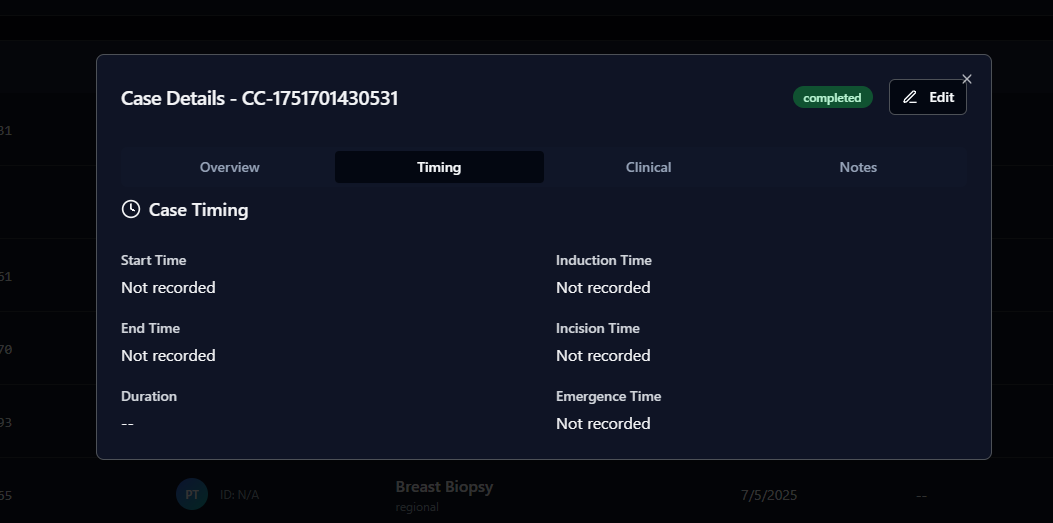 Case Details - CC-1751701430531
completed
Edit
Overview
Timing
Clinical
Notes
Case Timing
Start Time
Induction Time
Not recorded
Not recorded
End Time
Incision Time
Not recorded
Not recorded
Duration
Emergence Time
--
Not recorded
31
51
70
93
55
PT
ID: N/A
Breast Biopsy
regional
7/5/2025
--